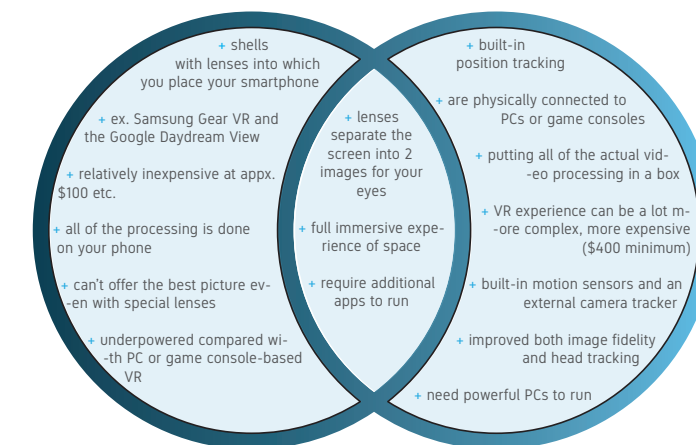 + shells
with lenses into which
you place your smartphone
+ ex. Samsung Gear VR and
the Google Daydream View
+ relatively inexpensive at appx.
$100 etc.
+ all of the processing is done
on your phone
+ can't offer the best picture ev-
-en with special lenses
+ underpowered compared wi-
-th PC or game console-based
VR
+ lenses
separate the
screen into 2
images for your
eyes
+ full immersive expe-
rience of space
+ require additional
apps to run
+ built-in
position tracking
+ are physically connected to
PCs or game consoles
+ putting all of the actual vid-
-eo processing in a box
+ VR experience can be a lot m-
-ore complex, more expensive
($400 minimum)
+ built-in motion sensors and an
external camera tracker
+ improved both image fidelity
and head tracking
+ need powerful PCs to run